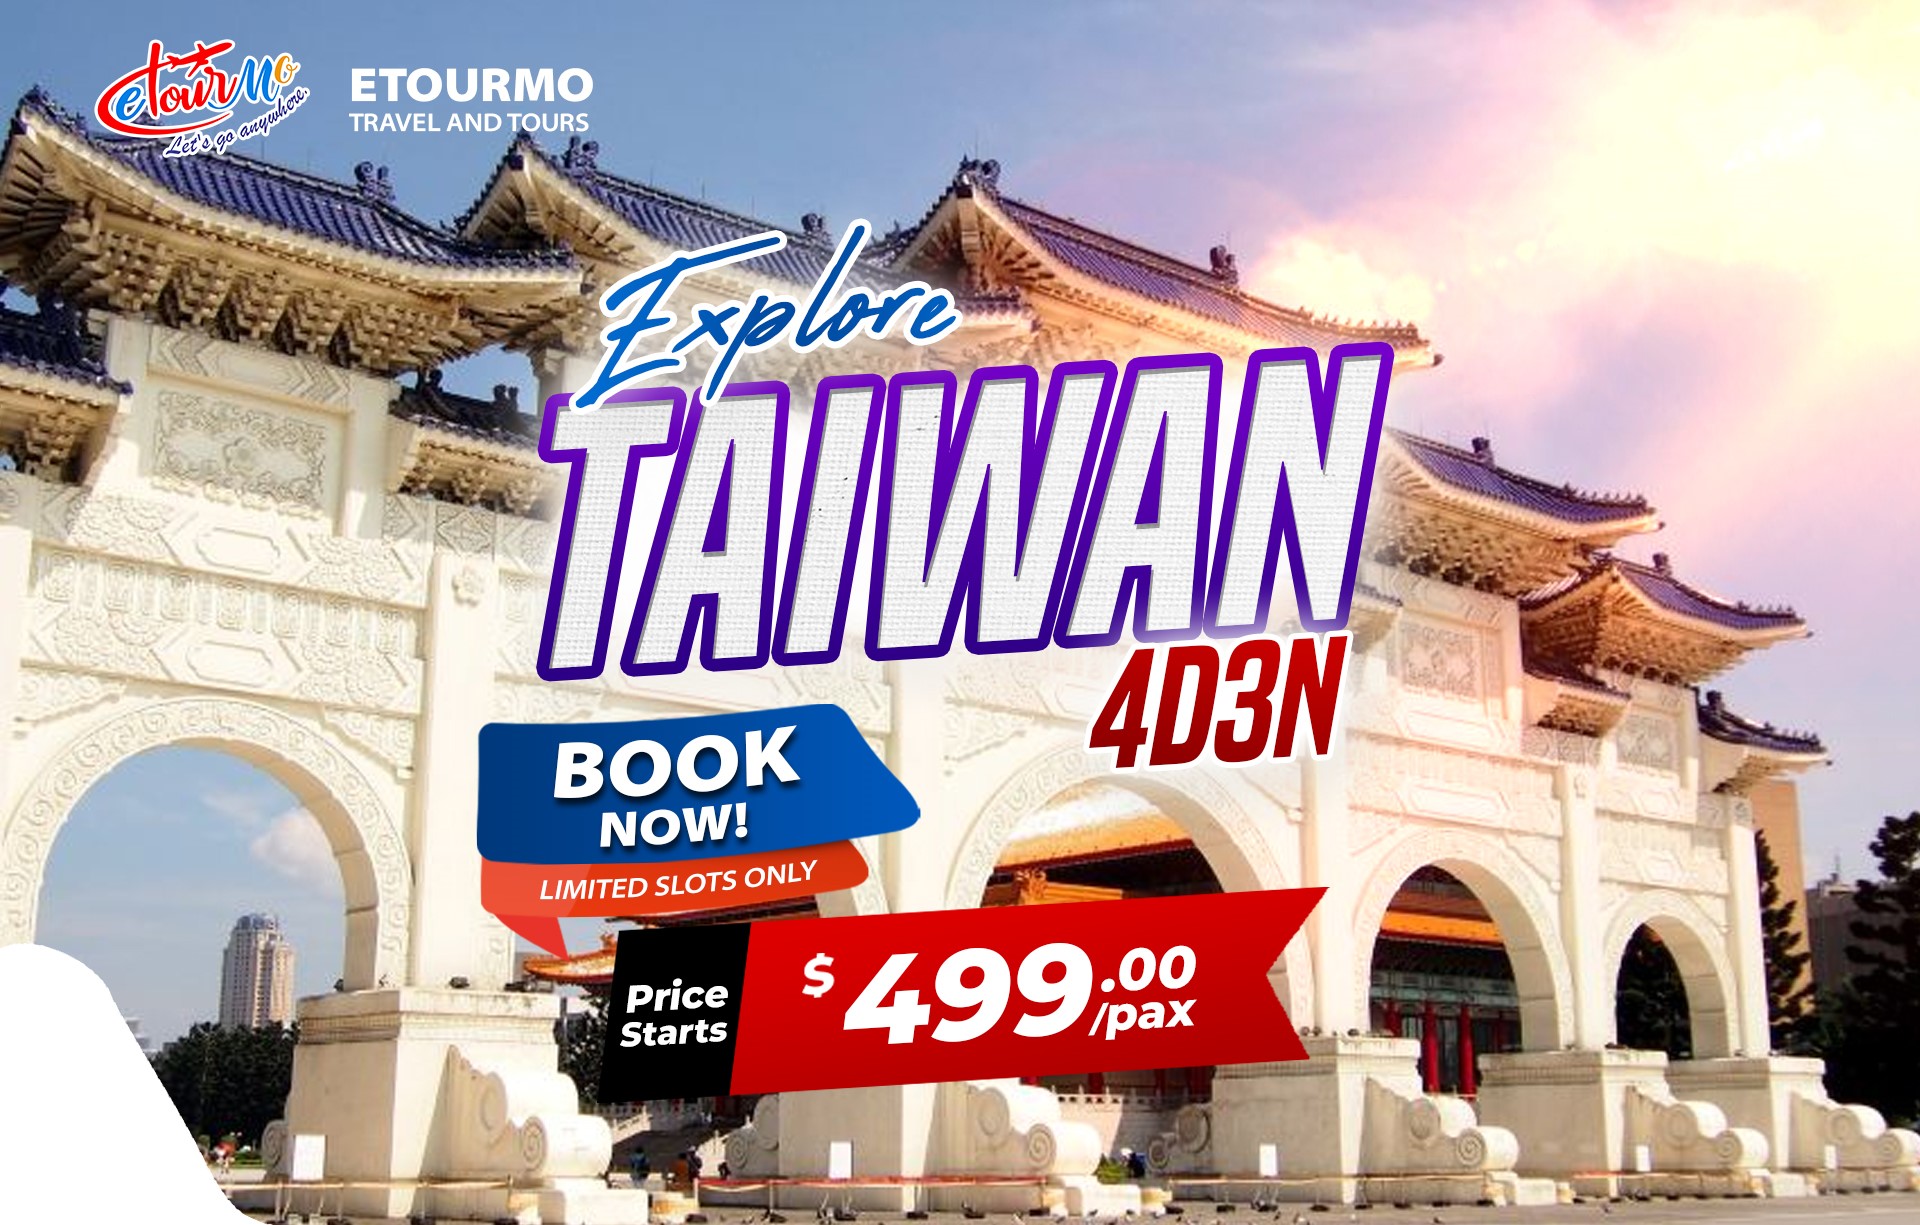 etourmo
Let's go anywhere.
ETOURMO
TRAVEL AND TOURS
Explore
TAIWAN
4D3N
BOOK
NOW!
LIMITED SLOTS ONLY
Price
Starts
$ 499.00
/pax